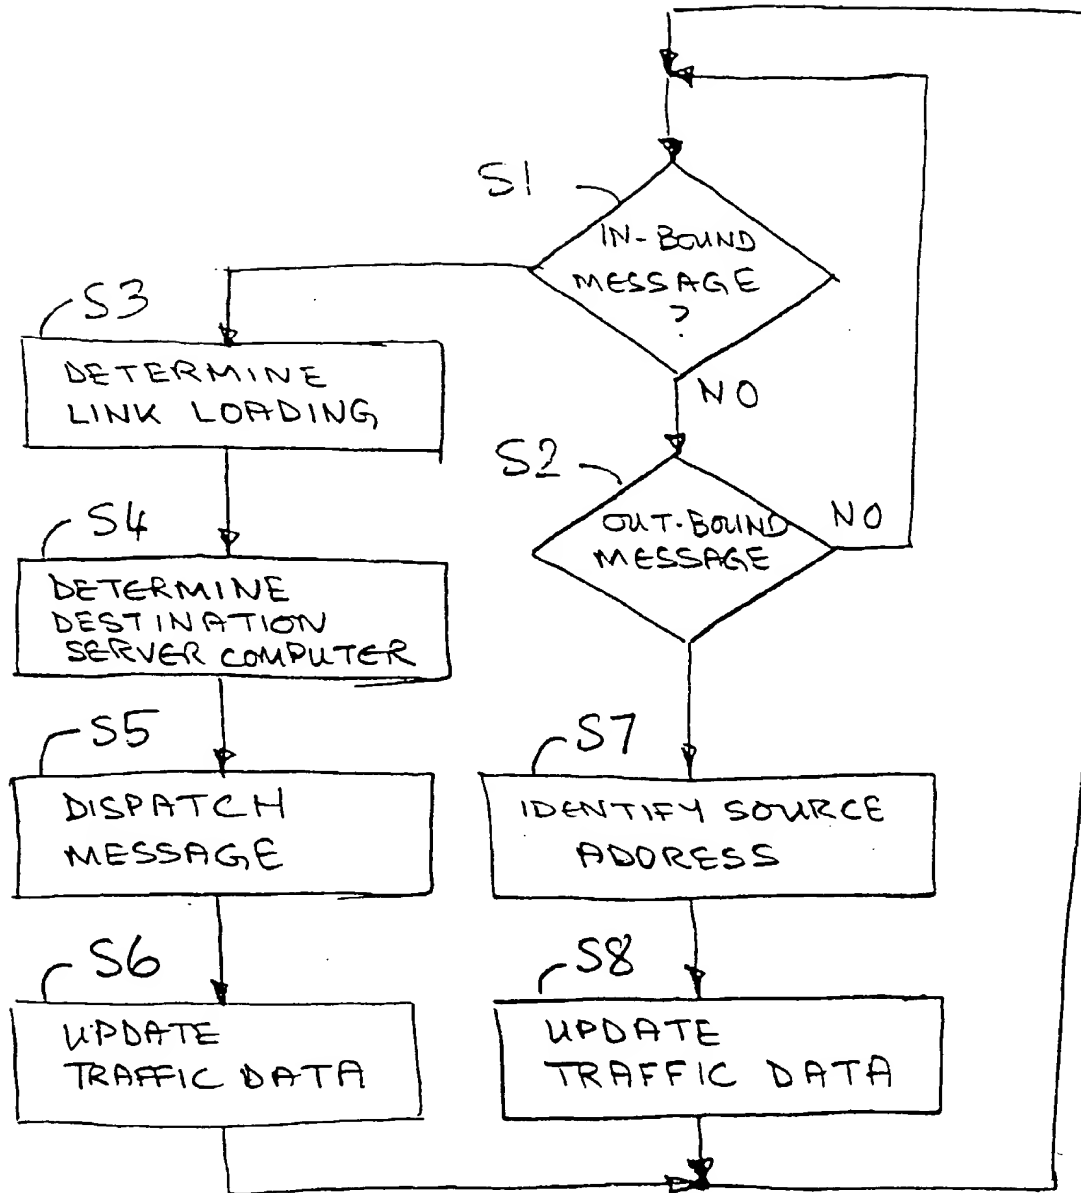 S1
IN-BOUND
MESSAGE
?
NO
S2
OUT-BOUND
MESSAGE
NO
S3
DETERMINE
LINK LOADING
S4
DETERMINE
DESTINATION
SERVER COMPUTER
S5
DISPATCH
MESSAGE
S6
UPDATE
TRAFFIC DATA
S7
IDENTIFY SOURCE
ADDRESS
S8
UPDATE
TRAFFIC DATA